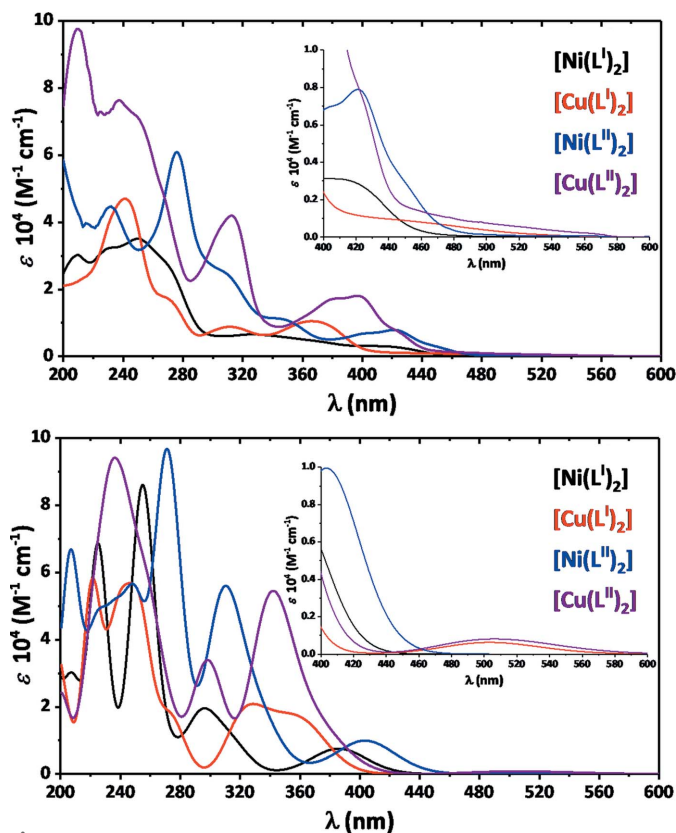 10
8
6
4
2
0
ε 10⁴ (M⁻¹ cm⁻¹)
200 240 280 320 360 400 440 480 520 560 600
λ (nm)
1.0
0.8
0.6
0.4
0.2
0.0
ε 10⁴ (M⁻¹ cm⁻¹)
400 420 440 460 480 500 520 540 560 580 600
λ (nm)
[Ni(Lᴵ)₂]
[Cu(Lᴵ)₂]
[Ni(Lᴵᴵ)₂]
[Cu(Lᴵᴵ)₂]
10
8
6
4
2
0
ε 10⁴ (M⁻¹ cm⁻¹)
200 240 280 320 360 400 440 480 520 560 600
λ (nm)
1.0
0.8
0.6
0.4
0.2
0.0
ε 10⁴ (M⁻¹ cm⁻¹)
400 420 440 460 480 500 520 540 560 580 600
λ (nm)
[Ni(Lᴵ)₂]
[Cu(Lᴵ)₂]
[Ni(Lᴵᴵ)₂]
[Cu(Lᴵᴵ)₂]